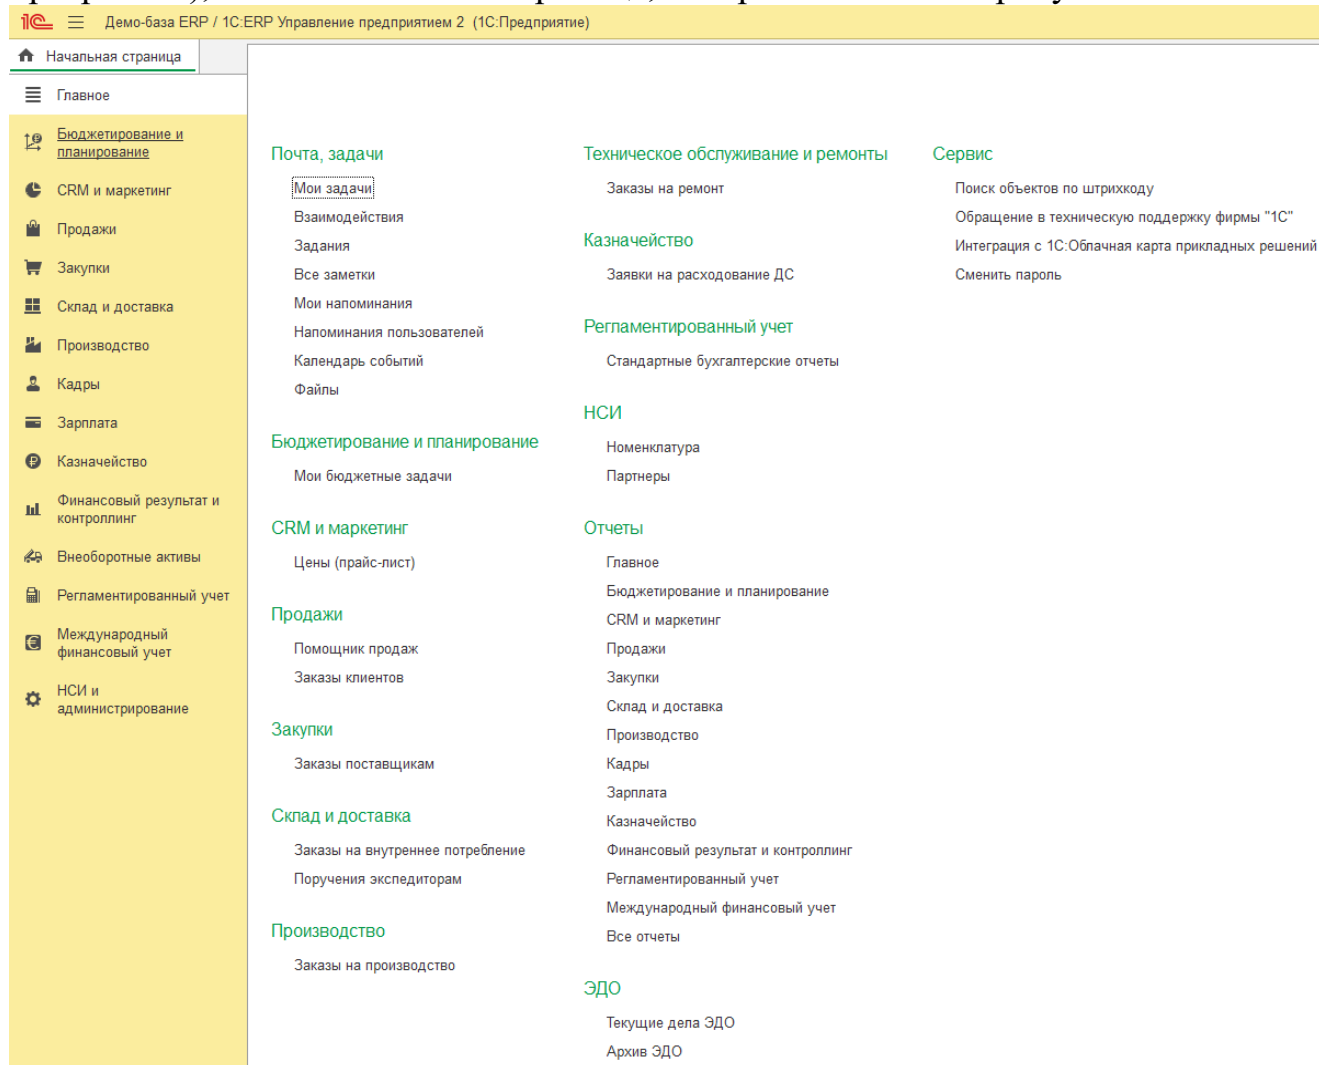 1С Демо-база ERP / 1С:ERP Управление предприятием 2 (1С:Предприятие)
Начальная страница
Главное
Бюджетирование и
планирование
CRM и маркетинг
Продажи
Закупки
Склад и доставка
Производство
Кадры
Зарплата
Казначейство
Финансовый результат и
контроллинг
Внеоборотные активы
Регламентированный учет
Международный
финансовый учет
НСИ и
администрирование
Почта, задачи
Мои задачи
Взаимодействия
Задания
Все заметки
Мои напоминания
Напоминания пользователей
Календарь событий
Файлы
Бюджетирование и планирование
Мои бюджетные задачи
CRM и маркетинг
Цены (прайс-лист)
Продажи
Помощник продаж
Заказы клиентов
Закупки
Заказы поставщикам
Склад и доставка
Заказы на внутреннее потребление
Поручения экспедиторам
Производство
Заказы на производство
Техническое обслуживание и ремонты
Заказы на ремонт
Казначейство
Заявки на расходование ДС
Регламентированный учет
Стандартные бухгалтерские отчеты
НСИ
Номенклатура
Партнеры
Отчеты
Главное
Бюджетирование и планирование
CRM и маркетинг
Продажи
Закупки
Склад и доставка
Производство
Кадры
Зарплата
Казначейство
Финансовый результат и контроллинг
Регламентированный учет
Международный финансовый учет
Все отчеты
ЭДО
Текущие дела ЭДО
Архив ЭДО
Сервис
Поиск объектов по штрихкоду
Обращение в техническую поддержку фирмы "1С"
Интеграция с 1С:Облачная карта прикладных решений
Сменить пароль